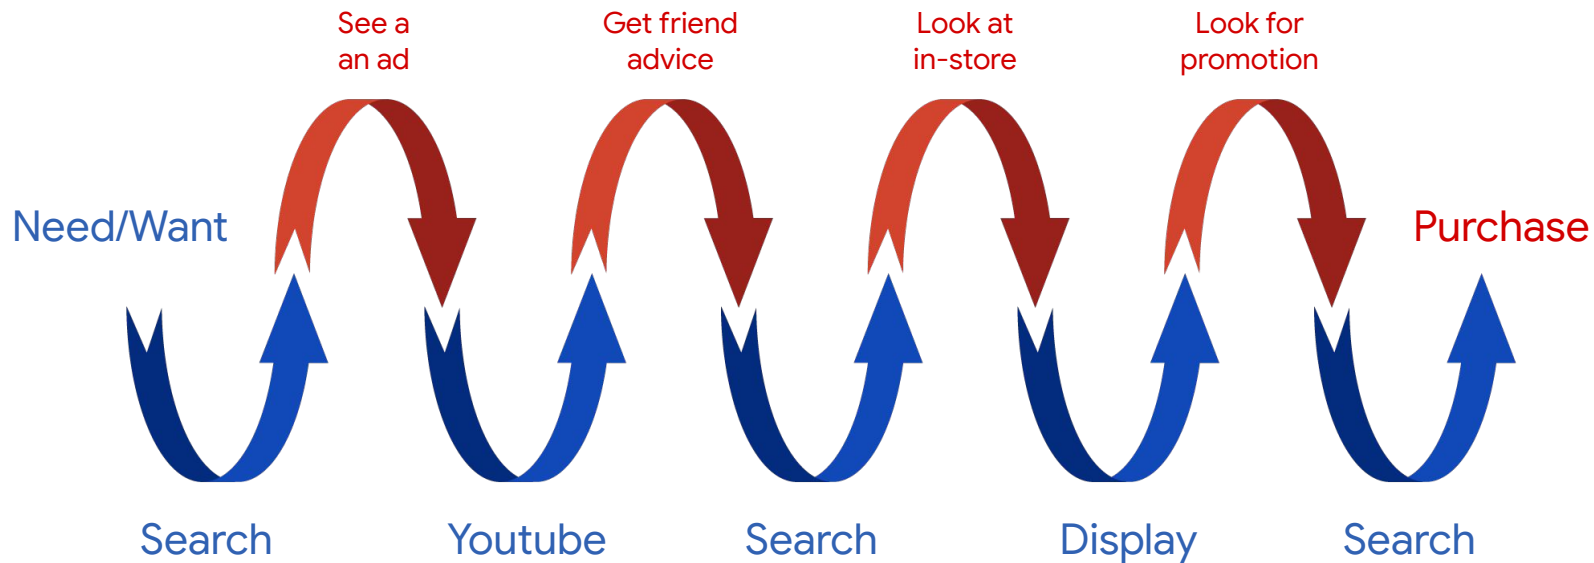 See a
an ad
Get friend
advice
Look at
in-store
Look for
promotion
Need/Want
Purchase
Search
Youtube
Search
Display
Search